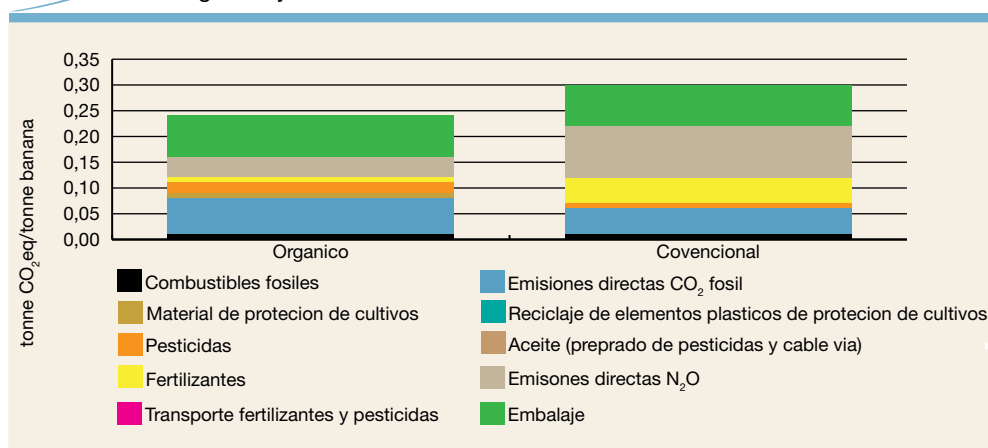 0,35
0,30
0,25
0,20
0,15
0,10
0,05
0,00
tonne CO₂eq/tonne banana
Organico
Covencional
Combustibles fosiles
Emisiones directas CO₂ fosil
Material de protecion de cultivos
Reciclaje de elementos plasticos de protecion de cultivos
Pesticidas
Aceite (preprado de pesticidas y cable via)
Fertilizantes
Emisones directas N₂O
Transporte fertilizantes y pesticidas
Embalaje